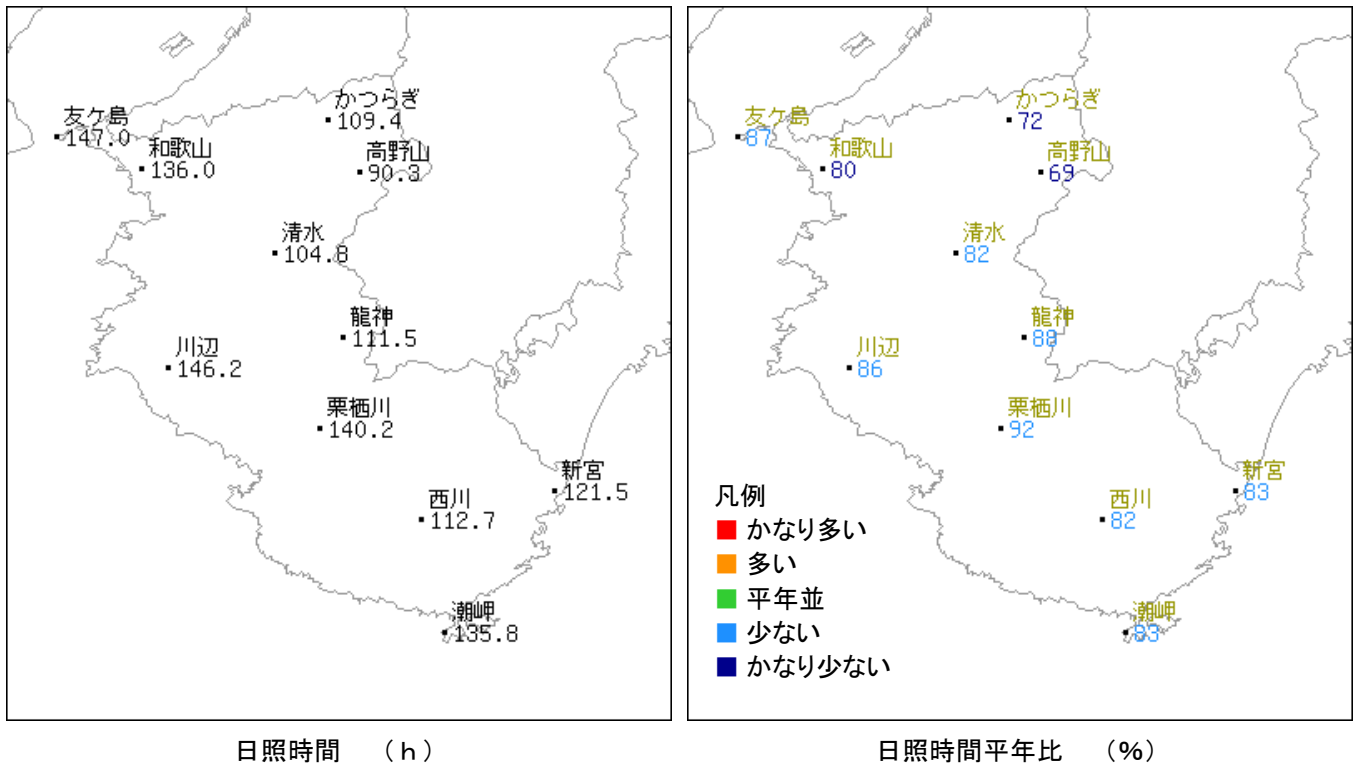 友ケ島
147.0
和歌山
136.0
かつらぎ
109.4
高野山
90.3
清水
104.8
龍神
111.5
川辺
146.2
栗栖川
140.2
新宮
121.5
西川
112.7
潮岬
135.8
日照時間 （ｈ）
友ケ島
87
和歌山
80
かつらぎ
72
高野山
69
清水
82
龍神
88
川辺
86
栗栖川
92
新宮
83
西川
82
潮岬
83
凡例
かなり多い
多い
平年並
少ない
かなり少ない
日照時間平年比 （%）